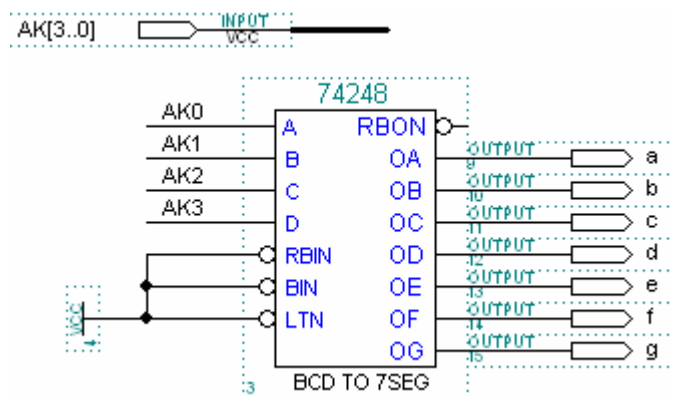 AK[3..0] INPUT
VCC
74248
AK0 A RBON
AK1 B OA OUTPUT a
9
AK2 C OB OUTPUT b
10
AK3 D OC OUTPUT c
11
RBIN OD OUTPUT d
12
BIN OE OUTPUT e
13
VCC LTN OF OUTPUT f
4 14
OG OUTPUT g
15
3 BCD TO 7SEG